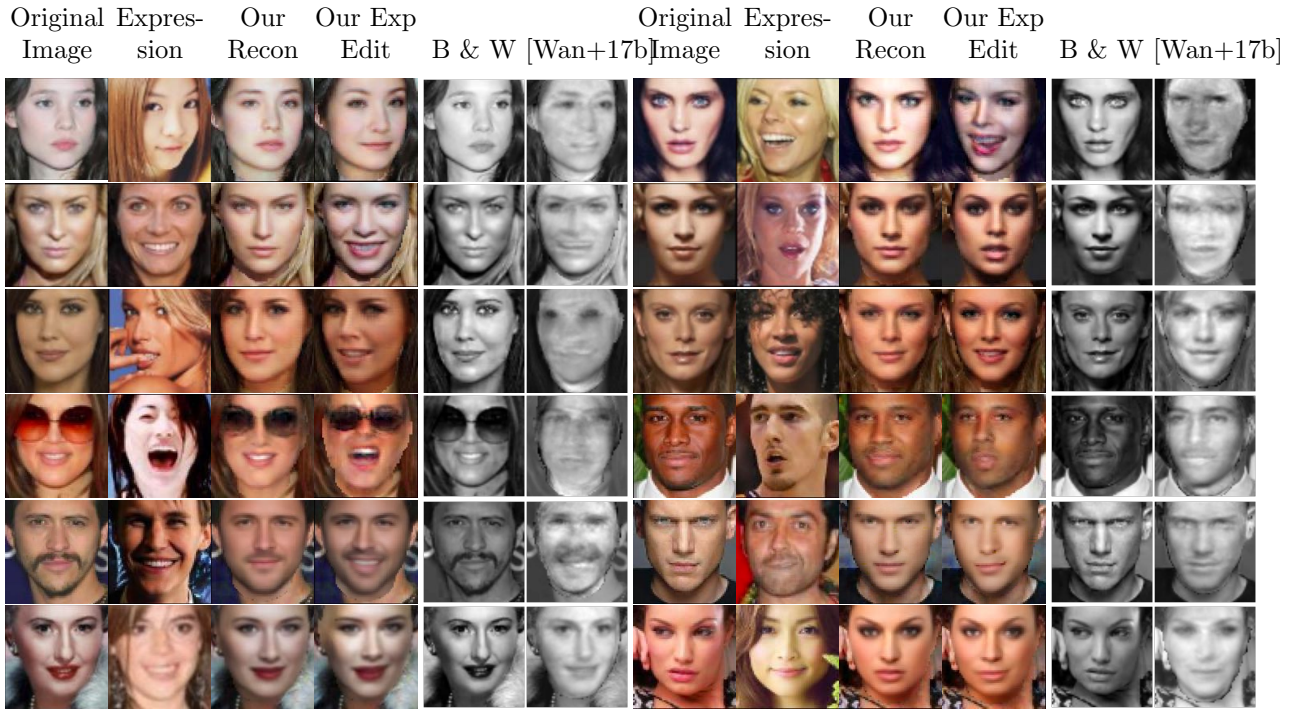 Original Expres- Our Our Exp Original Expres- Our Our Exp
Image sion Recon Edit B & W [Wan+17b] Image sion Recon Edit B & W [Wan+17b]